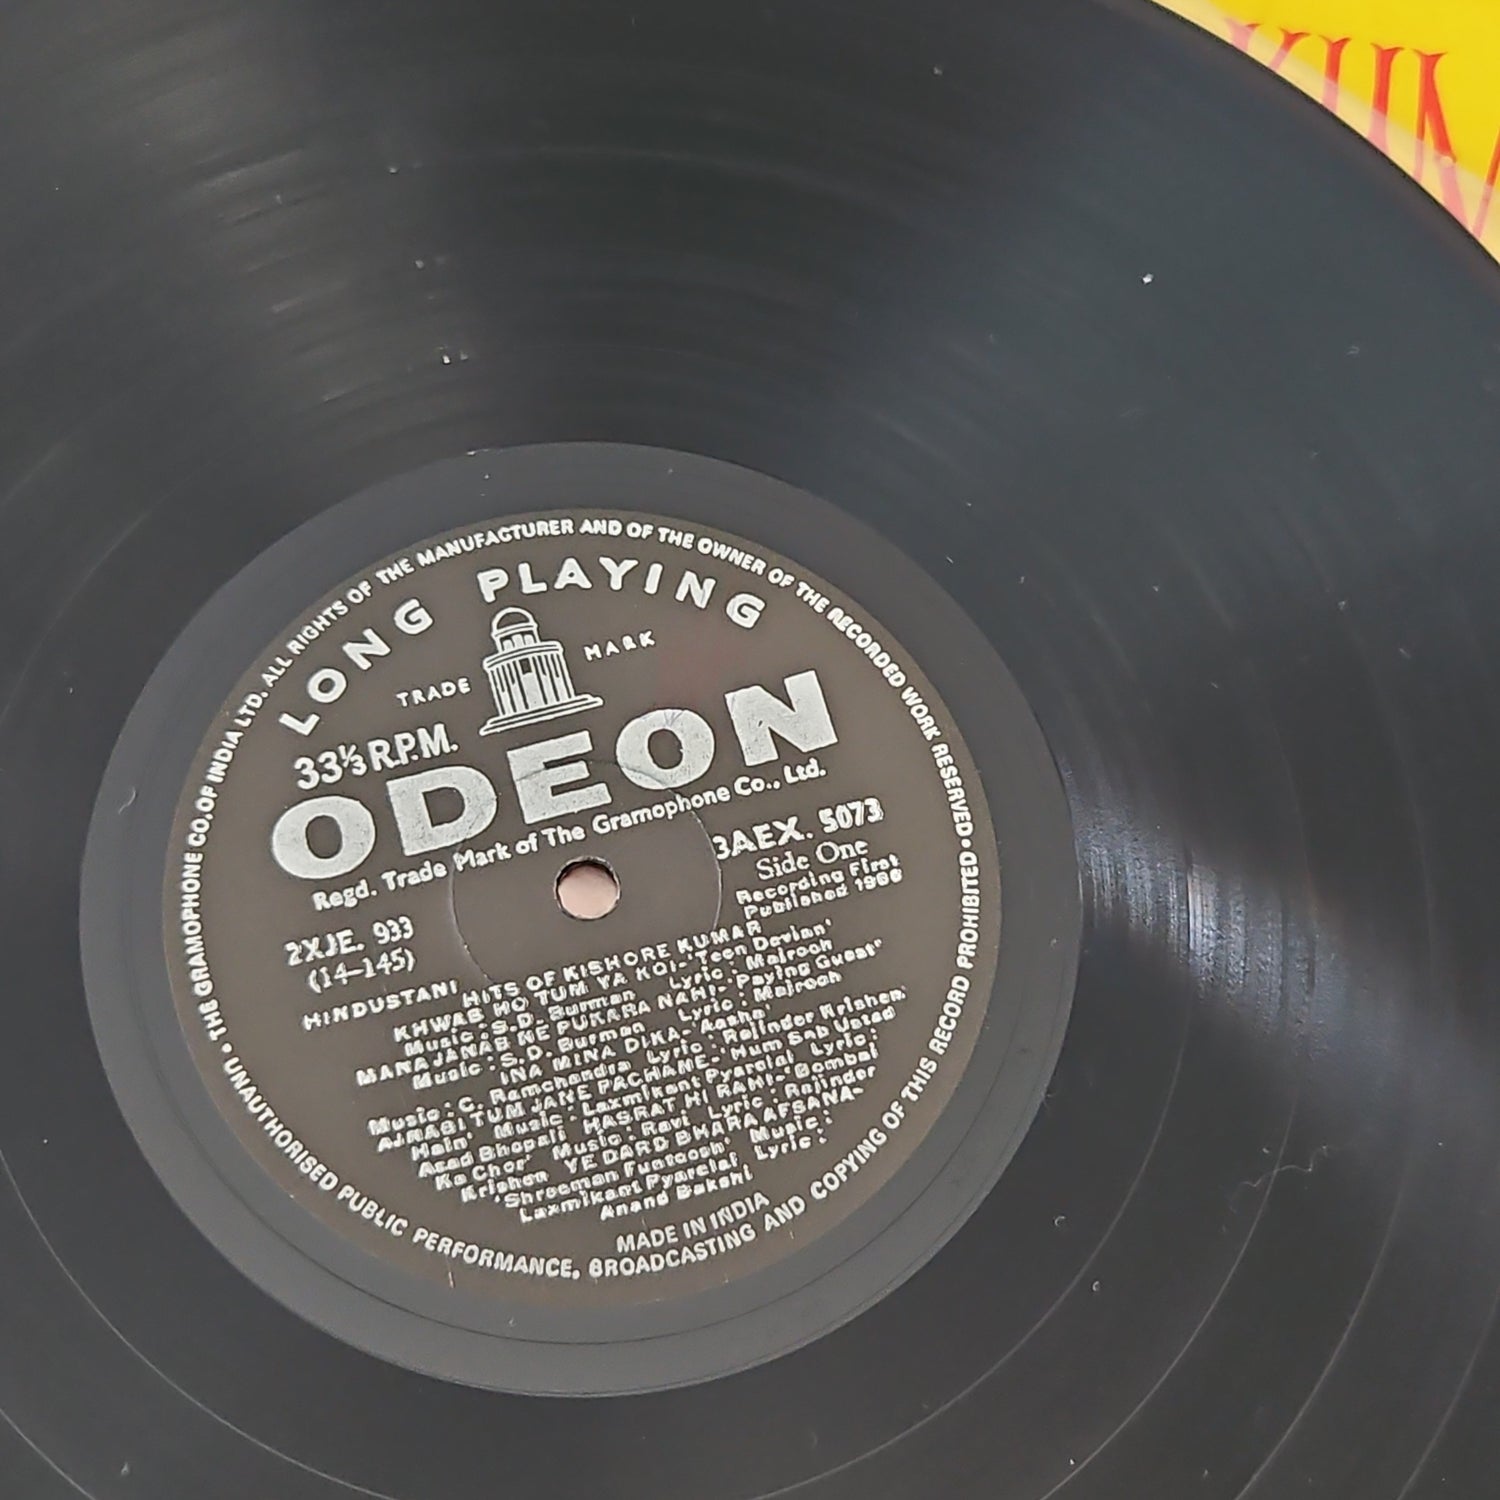 KUM
THE GRAMOPHONE CO. OF INDIA LTD. ALL RIGHTS OF THE MANUFACTURER AND OF THE OWNER OF THE RECORDED WORK RESERVED • UNAUTHORISED PUBLIC PERFORMANCE, BROADCASTING AND COPYING OF THIS RECORD PROHIBITED •
LONG PLAYING
TRADE MARK
33⅓ R.P.M.
ODEON
Regd. Trade Mark of The Gramophone Co., Ltd.
3AEX. 5073
Side One
Recording First
Published
2XJE. 933
(14–145)
HINDUSTANI
HITS OF KISHORE KUMAR
KHWAB HO TUM YA KOI-'Teen Devian'
Music : S.D. Burman Lyric : Majrooh
MANA JANAB NE PUKARA NAHI-'Paying Guest'
Music : S.D. Burman Lyric : Majrooh
INA MINA DIKA-'Aasha'
Music : C. Ramchandra Lyric : Rajinder Krishen
AJNABI TUM JANE PACHANE-'Hum Sab Ustad
Hain' Music : Laxmikant Pyarelal Lyric :
Asad Bhopali HASRAT HI RAHI-'Bombai
Ka Chor' Music : Ravi Lyric : Rajinder
Krishen YE DARD BHARA AFSANA-
'Shreeman Funtoosh' Music :
Laxmikant Pyarelal Lyric :
Anand Bakshi
MADE IN INDIA